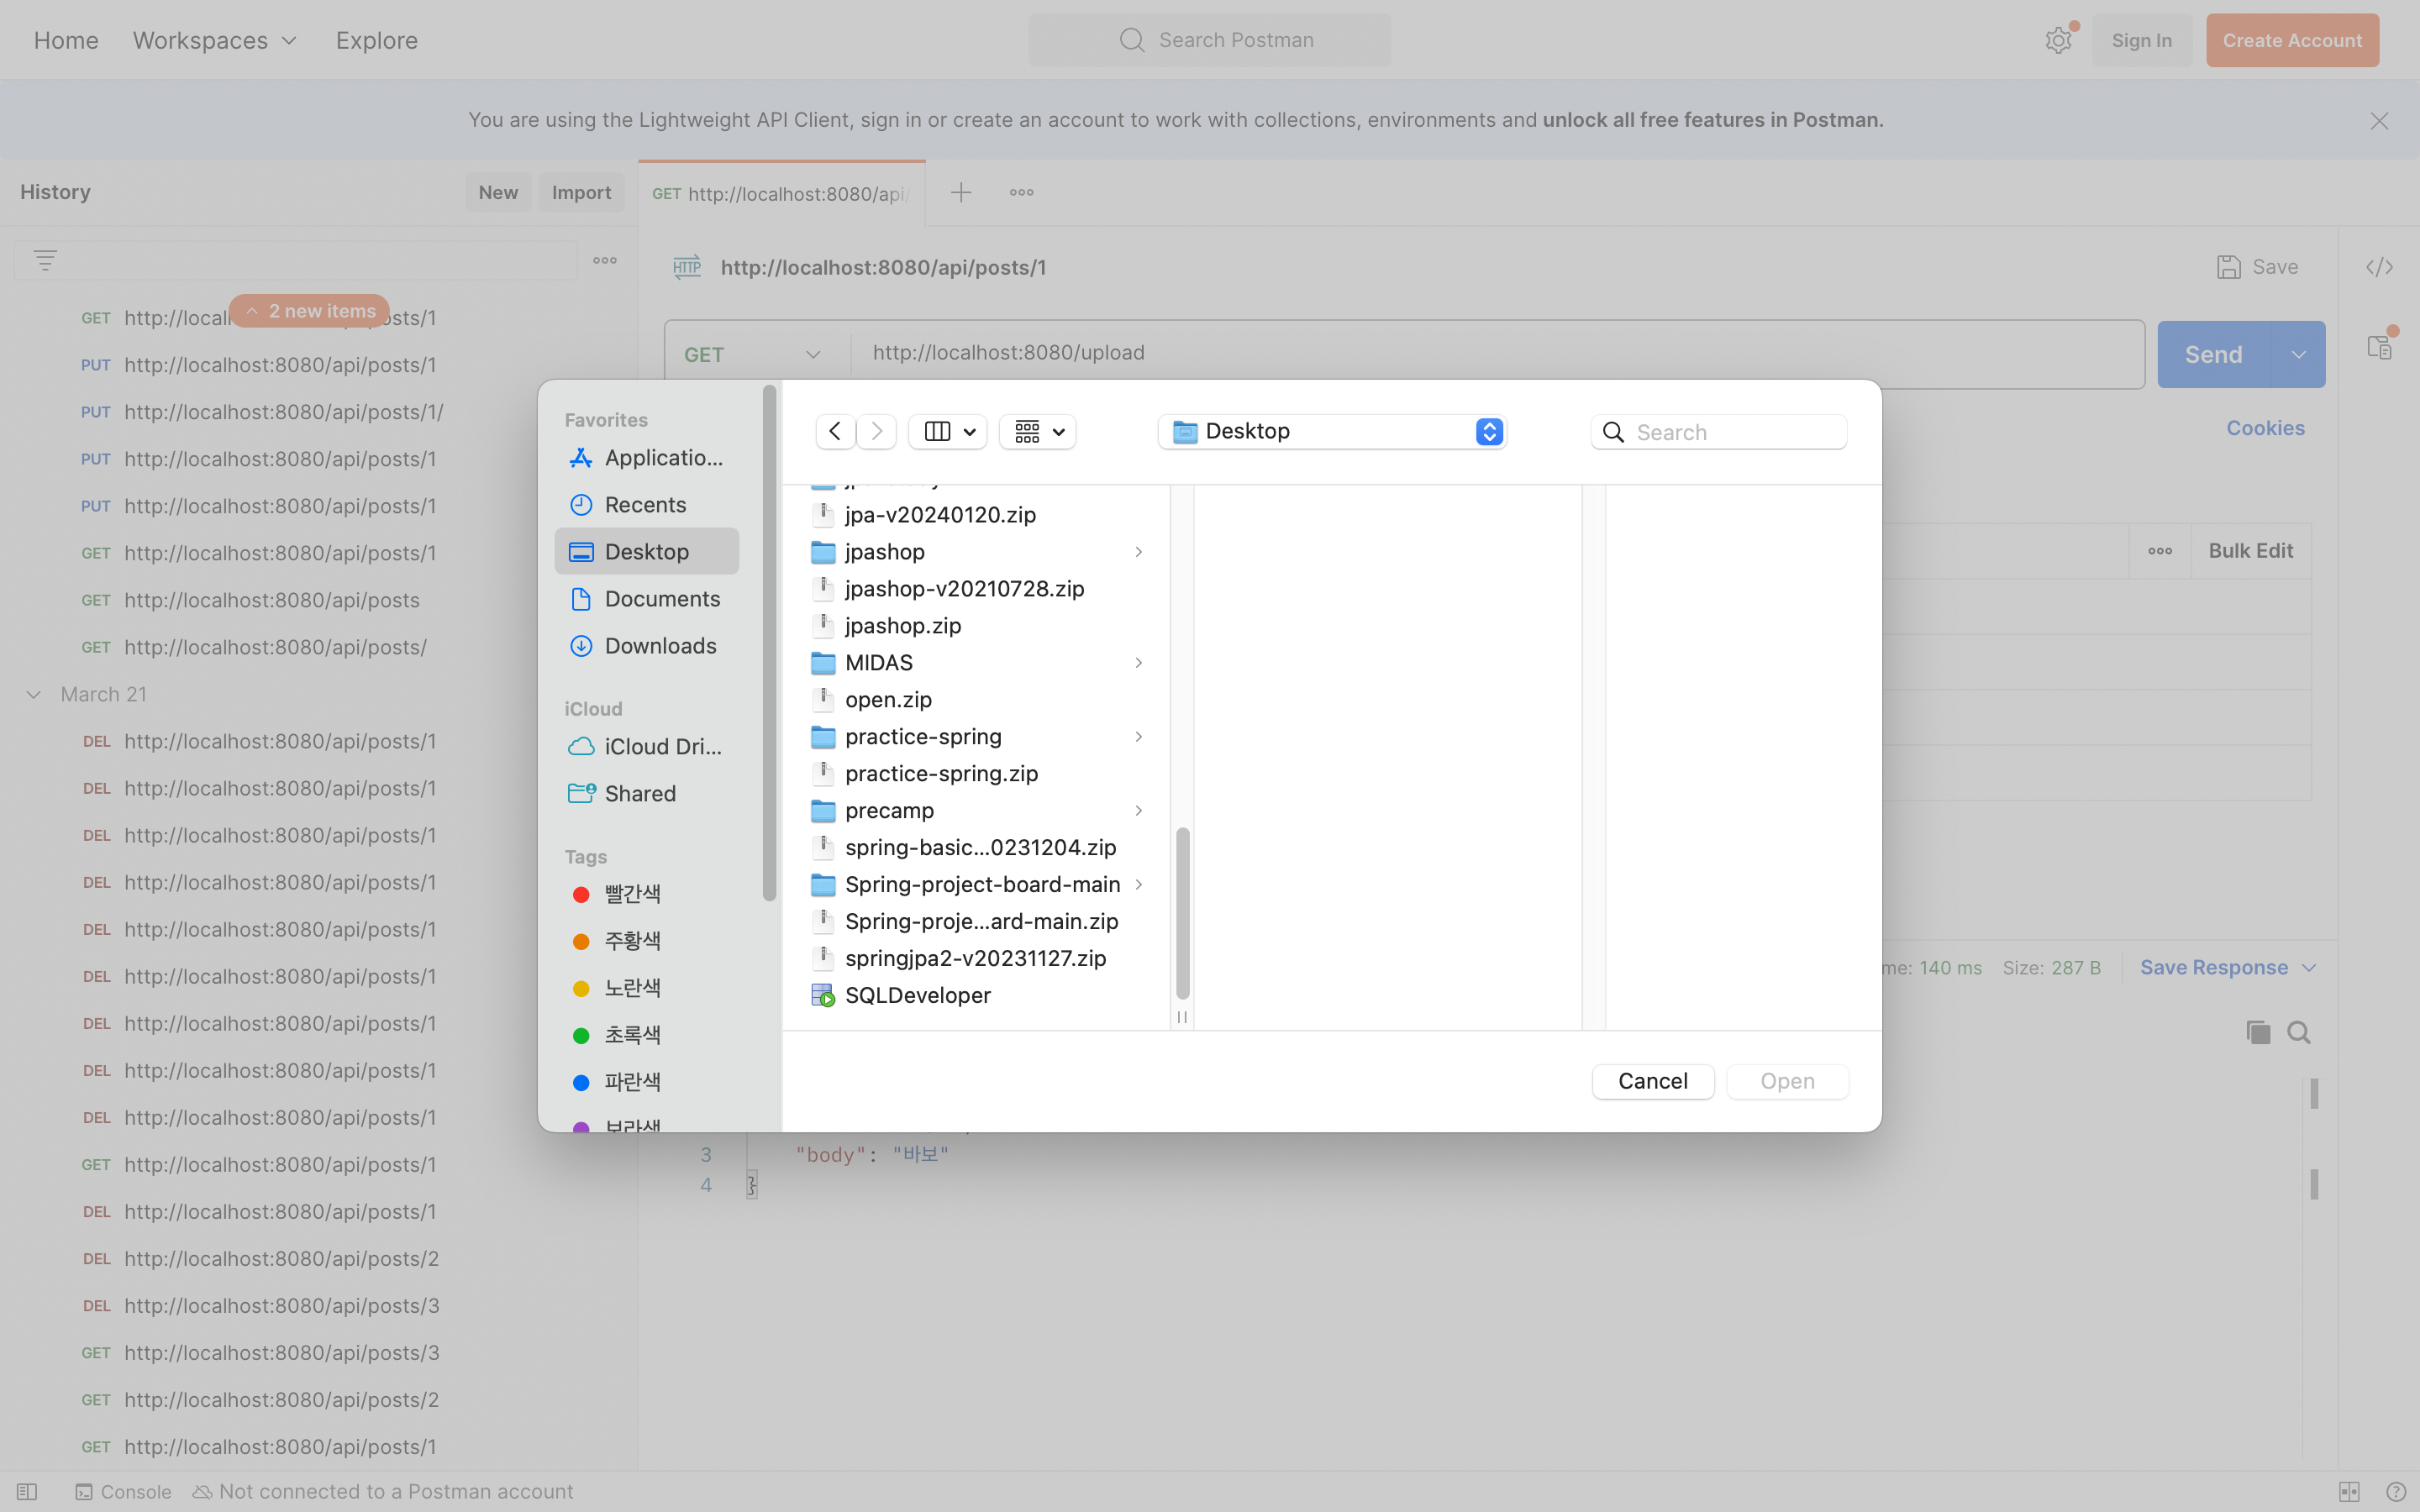 Home Workspaces Explore Search Postman Sign In Create Account
You are using the Lightweight API Client, sign in or create an account to work with collections, environments and unlock all free features in Postman.
History New Import GET http://localhost:8080/api/
HTTP http://localhost:8080/api/posts/1 Save
2 new items
GET http://locall posts/1
PUT http://localhost:8080/api/posts/1
PUT http://localhost:8080/api/posts/1/
PUT http://localhost:8080/api/posts/1
PUT http://localhost:8080/api/posts/1
GET http://localhost:8080/api/posts/1
GET http://localhost:8080/api/posts
GET http://localhost:8080/api/posts/
March 21
DEL http://localhost:8080/api/posts/1
DEL http://localhost:8080/api/posts/1
DEL http://localhost:8080/api/posts/1
DEL http://localhost:8080/api/posts/1
DEL http://localhost:8080/api/posts/1
DEL http://localhost:8080/api/posts/1
DEL http://localhost:8080/api/posts/1
DEL http://localhost:8080/api/posts/1
DEL http://localhost:8080/api/posts/1
GET http://localhost:8080/api/posts/1
DEL http://localhost:8080/api/posts/1
DEL http://localhost:8080/api/posts/2
DEL http://localhost:8080/api/posts/3
GET http://localhost:8080/api/posts/3
GET http://localhost:8080/api/posts/2
GET http://localhost:8080/api/posts/1
GET http://localhost:8080/upload Send
Cookies
Bulk Edit
Favorites
Applicatio...
Recents
Desktop
Documents
Downloads
iCloud
iCloud Dri...
Shared
Tags
빨간색
주황색
노란색
초록색
파란색
보라색
Desktop Search
jpa-v20240120.zip
jpashop
jpashop-v20210728.zip
jpashop.zip
MIDAS
open.zip
practice-spring
practice-spring.zip
precamp
spring-basic...0231204.zip
Spring-project-board-main
Spring-proje...ard-main.zip
springjpa2-v20231127.zip
SQLDeveloper
Cancel Open
me: 140 ms Size: 287 B Save Response
3 "body": "바보"
4 }
Console Not connected to a Postman account